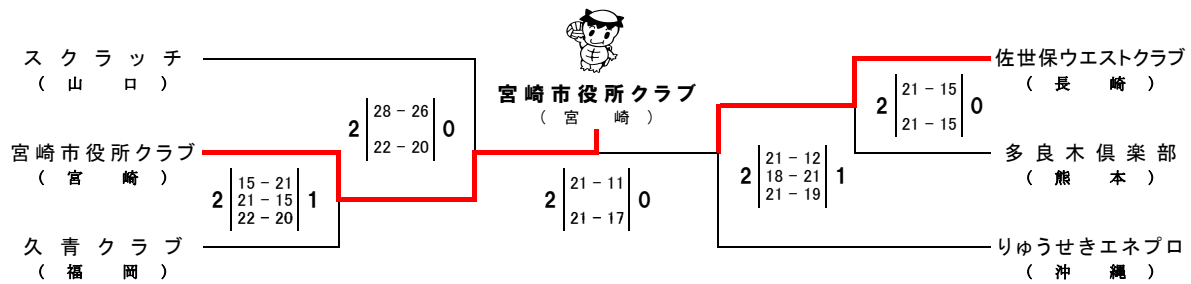 スクラッチ
(山口)
宮崎市役所クラブ
(宮崎)
久青クラブ
(福岡)
2 28 - 26 0
22 - 20
15 - 21
2 21 - 15 1
22 - 20
宮崎市役所クラブ
(宮崎)
21 - 11
2 0
21 - 17
21 - 12
2 18 - 21 1
21 - 19
21 - 15
2 0
21 - 15
佐世保ウエストクラブ
(長崎)
多良木倶楽部
(熊本)
りゅうせきエネプロ
(沖縄)